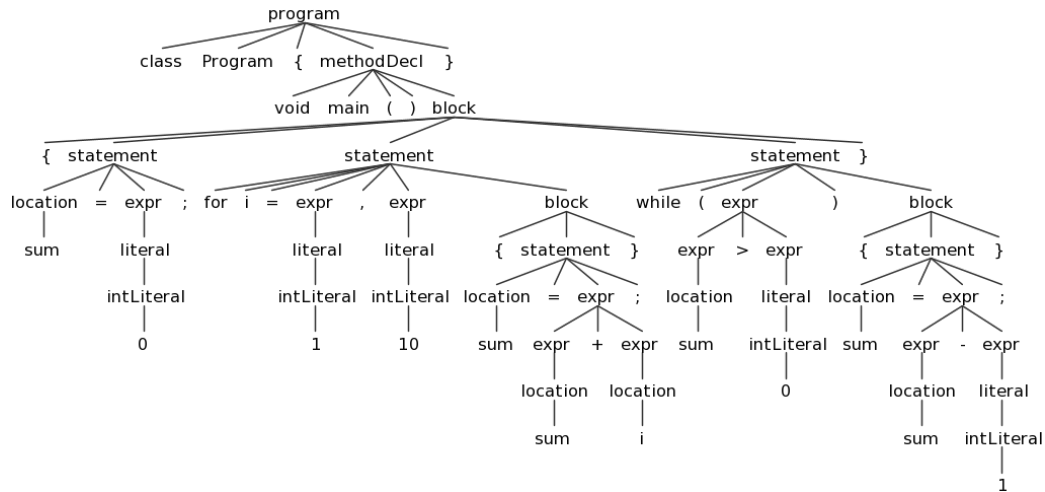 program
class Program { methodDecl }
void main ( ) block
{ statement statement statement }
location = expr ; for i = expr , expr block while ( expr ) block
sum literal literal literal { statement } expr > expr { statement }
intLiteral intLiteral intLiteral location = expr ; location literal location = expr ;
0 1 10 sum expr + expr sum intLiteral sum expr - expr
location location 0 location literal
sum i sum intLiteral
1